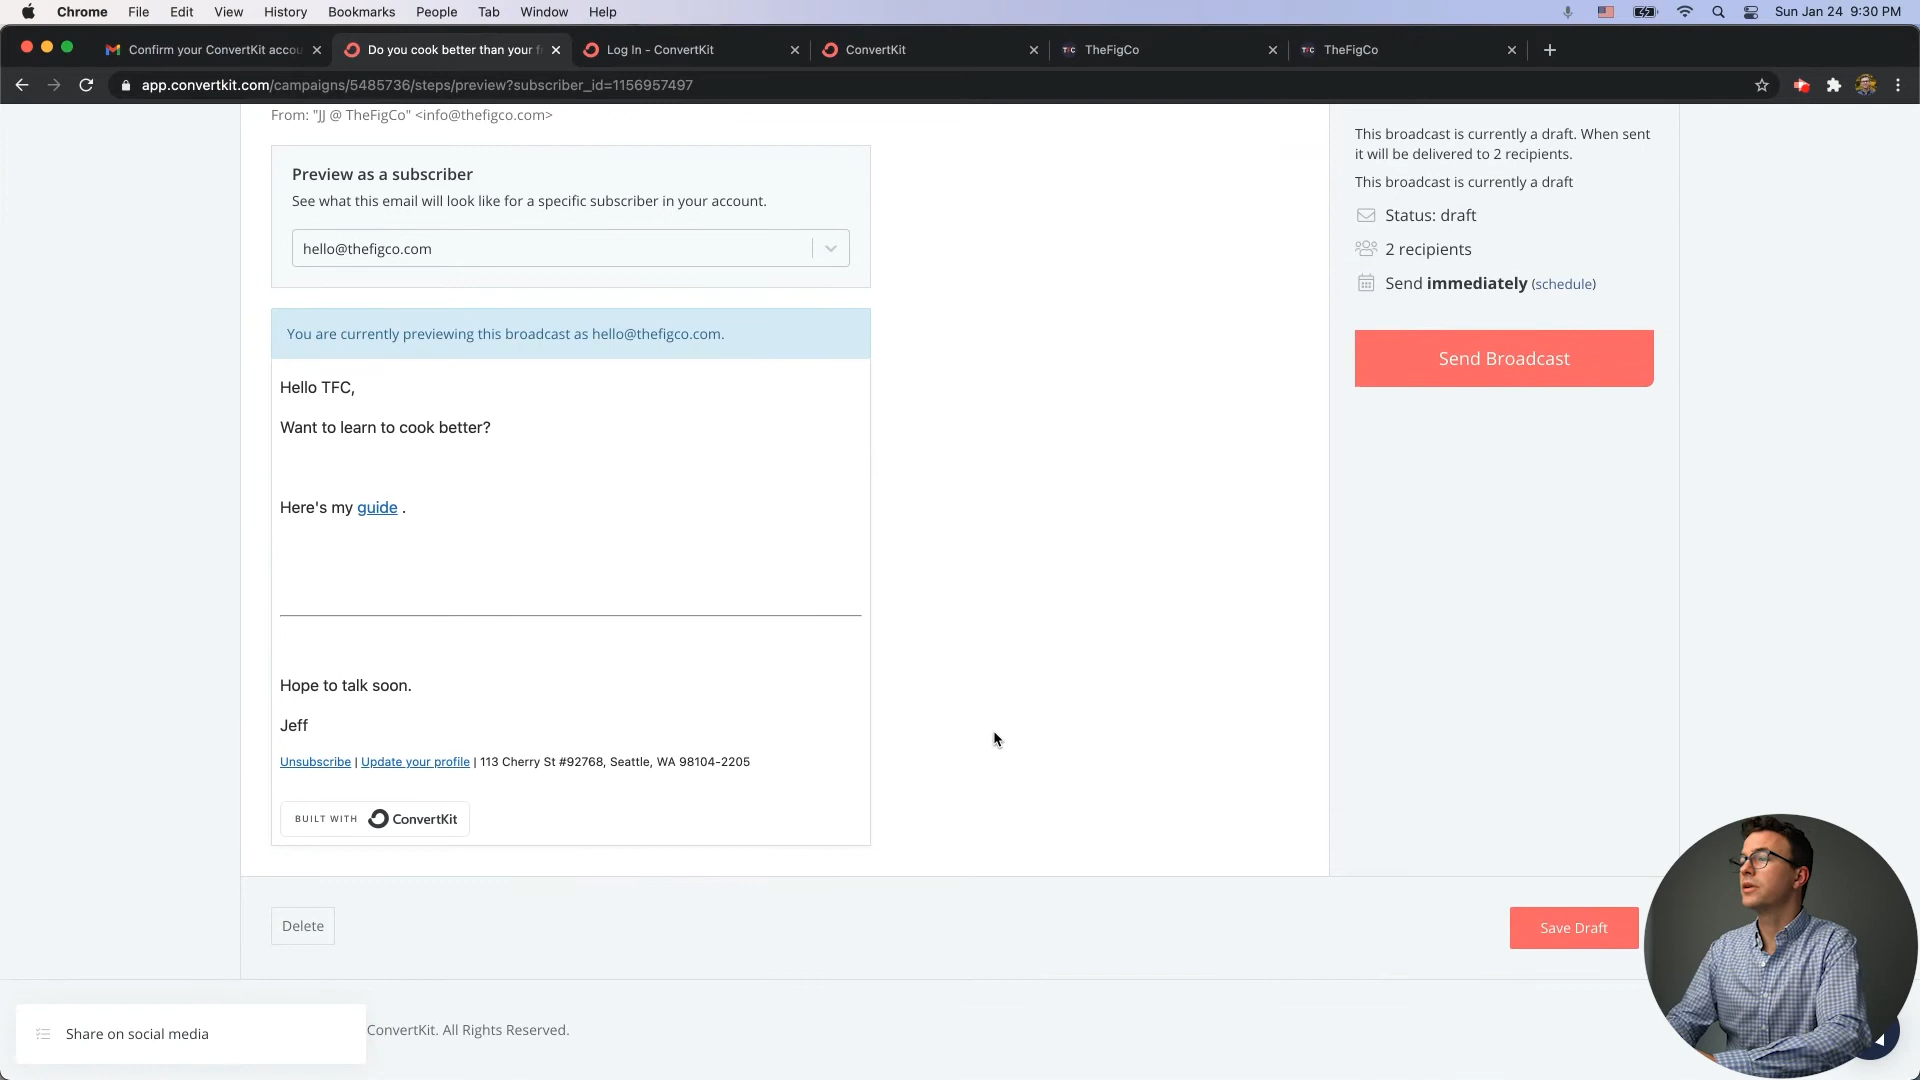 Chrome File Edit View History Bookmarks People Tab Window Help Sun Jan 24 9:30 PM
Confirm your ConvertKit accou Do you cook better than your f Log In - ConvertKit ConvertKit TFC TheFigCo TFC TheFigCo
app.convertkit.com/campaigns/5485736/steps/preview?subscriber_id=1156957497
From: "JJ @ TheFigCo" <info@thefigco.com>
Preview as a subscriber
See what this email will look like for a specific subscriber in your account.
hello@thefigco.com
You are currently previewing this broadcast as hello@thefigco.com.
Hello TFC,
Want to learn to cook better?
Here's my guide .
Hope to talk soon.
Jeff
Unsubscribe | Update your profile | 113 Cherry St #92768, Seattle, WA 98104-2205
BUILT WITH ConvertKit
This broadcast is currently a draft. When sent
it will be delivered to 2 recipients.
This broadcast is currently a draft
Status: draft
2 recipients
Send immediately (schedule)
Send Broadcast
Delete
Save Draft
Share on social media
ConvertKit. All Rights Reserved.